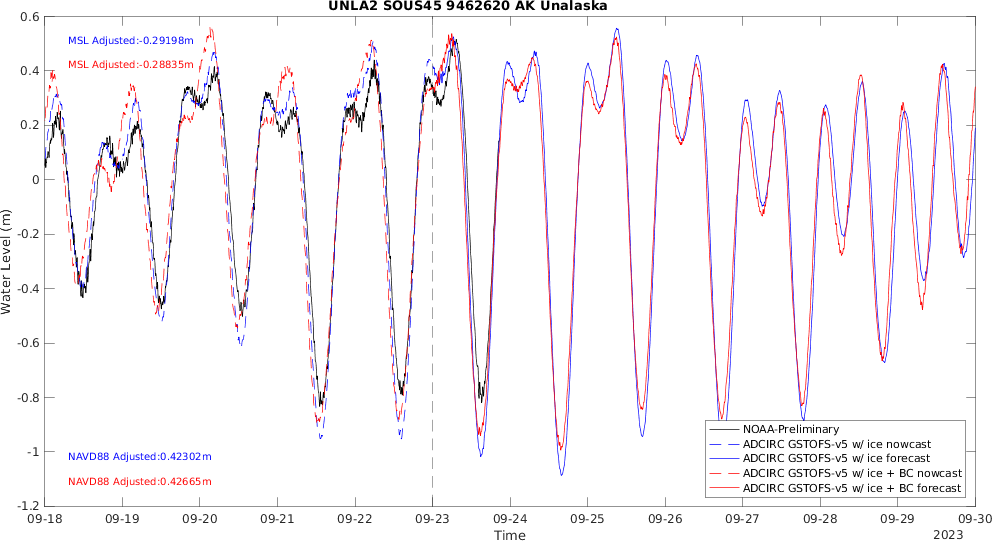 UNLA2 SOUS45 9462620 AK Unalaska
0.6
MSL Adjusted:-0.29198m
MSL Adjusted:-0.28835m
0.4
0.2
0
-0.2
-0.4
-0.6
-0.8
-1
-1.2
Water Level (m)
NAVD88 Adjusted:0.42302m
NAVD88 Adjusted:0.42665m
NOAA-Preliminary
ADCIRC GSTOFS-v5 w/ ice nowcast
ADCIRC GSTOFS-v5 w/ ice forecast
ADCIRC GSTOFS-v5 w/ ice + BC nowcast
ADCIRC GSTOFS-v5 w/ ice + BC forecast
09-18 09-19 09-20 09-21 09-22 09-23 09-24 09-25 09-26 09-27 09-28 09-29 09-30
Time
2023